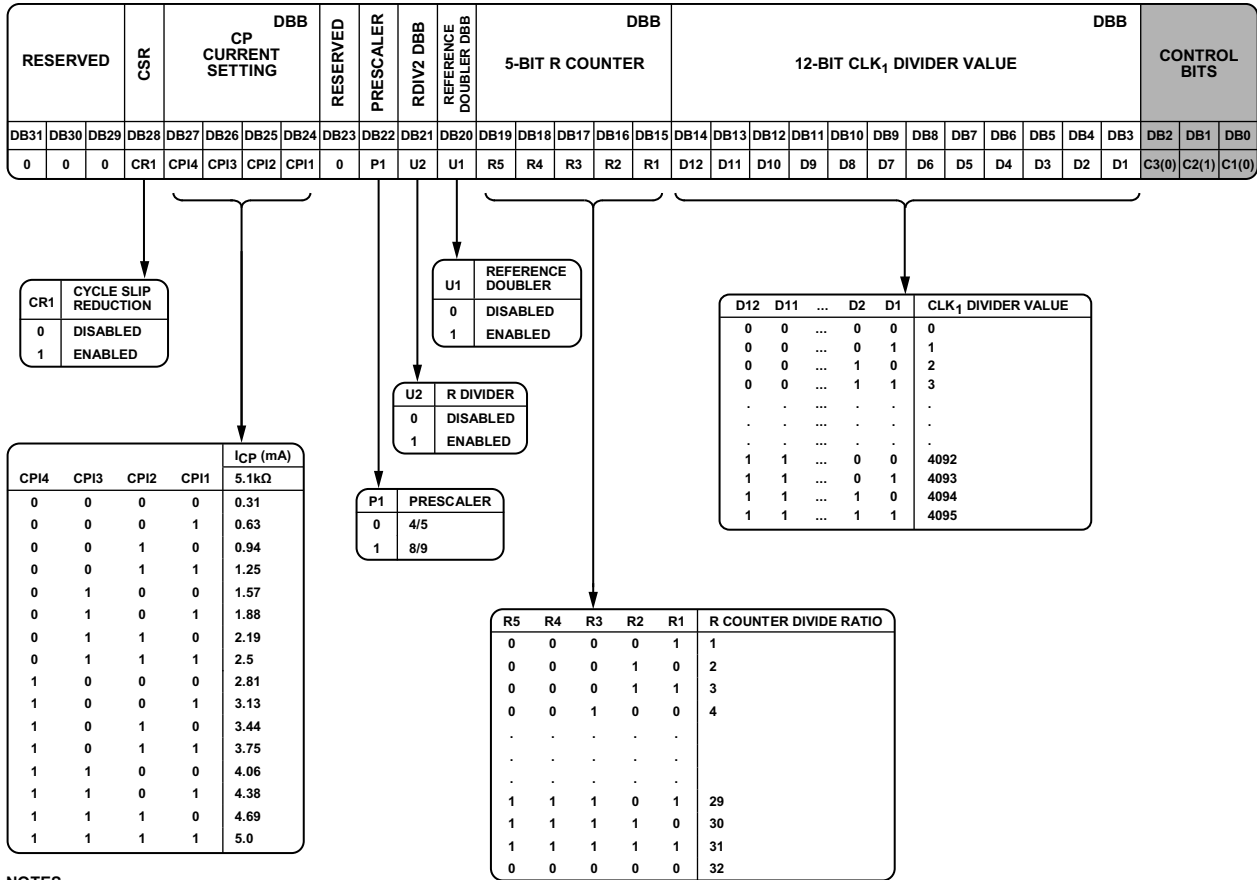 RESERVED
CSR
DBB
CP
CURRENT
SETTING
RESERVED
PRESCALER
RDIV2 DBB
REFERENCE
DOUBLER DBB
DBB
5-BIT R COUNTER
DBB
12-BIT CLK₁ DIVIDER VALUE
CONTROL
BITS
DB31 DB30 DB29 DB28 DB27 DB26 DB25 DB24 DB23 DB22 DB21 DB20 DB19 DB18 DB17 DB16 DB15 DB14 DB13 DB12 DB11 DB10 DB9 DB8 DB7 DB6 DB5 DB4 DB3 DB2 DB1 DB0
0 0 0 CR1 CPI4 CPI3 CPI2 CPI1 0 P1 U2 U1 R5 R4 R3 R2 R1 D12 D11 D10 D9 D8 D7 D6 D5 D4 D3 D2 D1 C3(0) C2(1) C1(0)
CR1 CYCLE SLIP
REDUCTION
0 DISABLED
1 ENABLED
U1 REFERENCE
DOUBLER
0 DISABLED
1 ENABLED
U2 R DIVIDER
0 DISABLED
1 ENABLED
P1 PRESCALER
0 4/5
1 8/9
D12 D11 ... D2 D1 CLK₁ DIVIDER VALUE
0 0 ... 0 0 0
0 0 ... 0 1 1
0 0 ... 1 0 2
0 0 ... 1 1 3
. . ... . . .
. . ... . . .
. . ... . . .
1 1 ... 0 0 4092
1 1 ... 0 1 4093
1 1 ... 1 0 4094
1 1 ... 1 1 4095
I_CP (mA)
CPI4 CPI3 CPI2 CPI1 5.1kΩ
0 0 0 0 0.31
0 0 0 1 0.63
0 0 1 0 0.94
0 0 1 1 1.25
0 1 0 0 1.57
0 1 0 1 1.88
0 1 1 0 2.19
0 1 1 1 2.5
1 0 0 0 2.81
1 0 0 1 3.13
1 0 1 0 3.44
1 0 1 1 3.75
1 1 0 0 4.06
1 1 0 1 4.38
1 1 1 0 4.69
1 1 1 1 5.0
R5 R4 R3 R2 R1 R COUNTER DIVIDE RATIO
0 0 0 0 1 1
0 0 0 1 0 2
0 0 0 1 1 3
0 0 1 0 0 4
. . . . .
. . . . .
. . . . .
1 1 1 0 1 29
1 1 1 1 0 30
1 1 1 1 1 31
0 0 0 0 0 32
NOTES